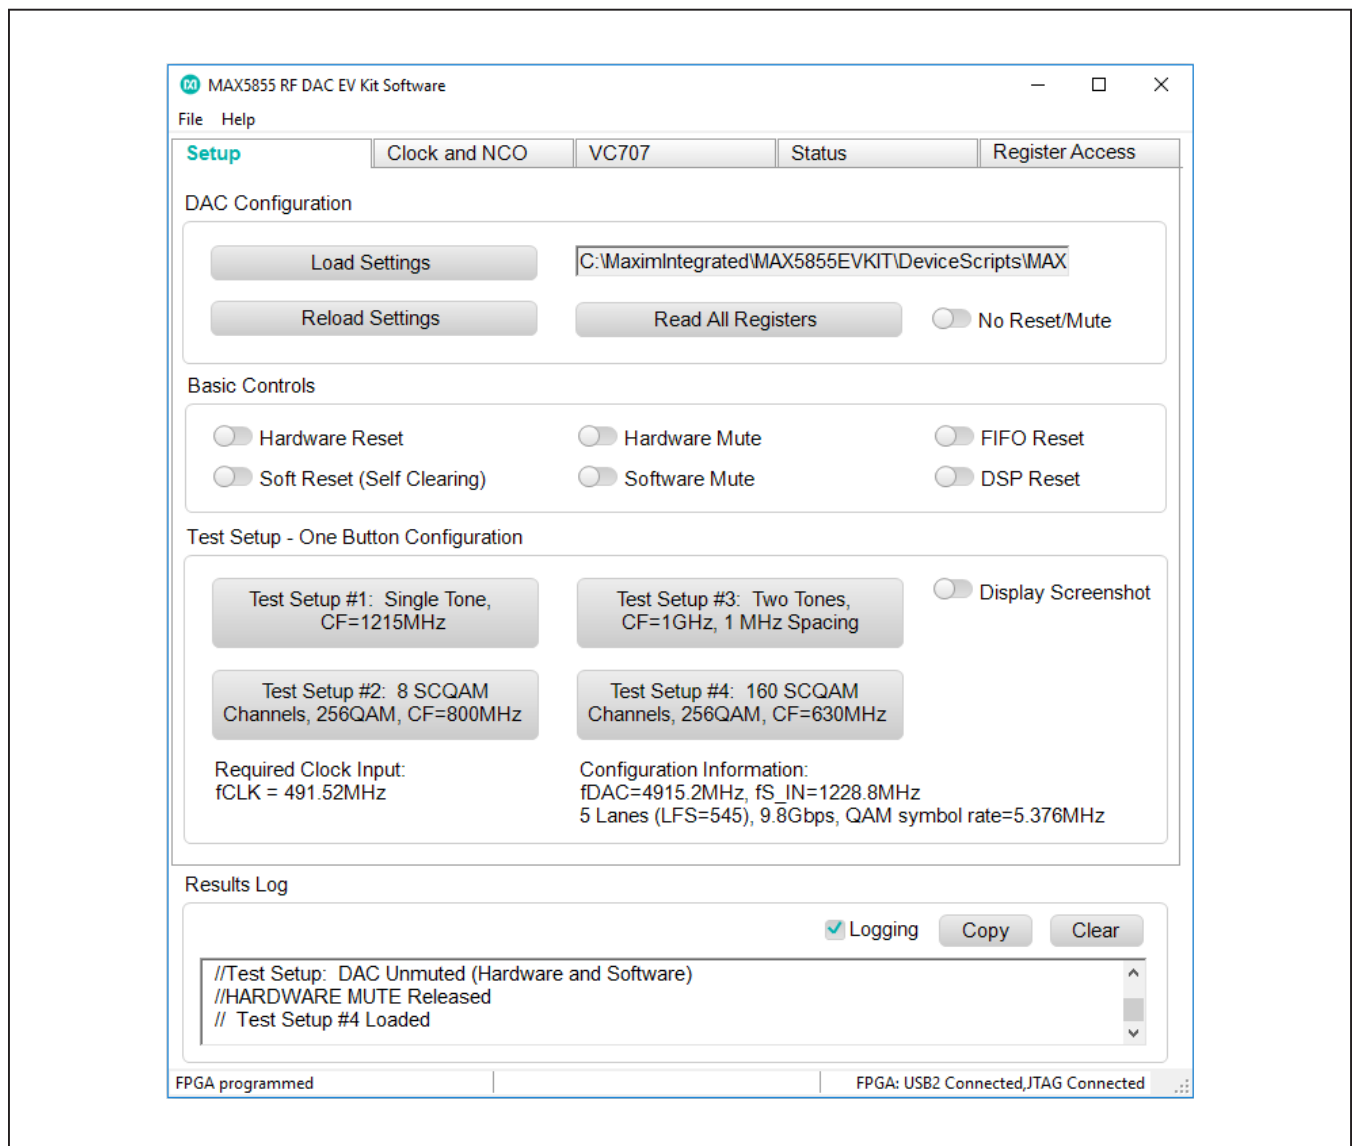 MAX5855 RF DAC EV Kit Software
File Help
Setup
Clock and NCO
VC707
Status
Register Access
DAC Configuration
Load Settings
C:\MaximIntegrated\MAX5855EVKIT\DeviceScripts\MAX
Reload Settings
Read All Registers
No Reset/Mute
Basic Controls
Hardware Reset
Hardware Mute
FIFO Reset
Soft Reset (Self Clearing)
Software Mute
DSP Reset
Test Setup - One Button Configuration
Test Setup #1: Single Tone,
CF=1215MHz
Test Setup #3: Two Tones,
CF=1GHz, 1 MHz Spacing
Display Screenshot
Test Setup #2: 8 SCQAM
Channels, 256QAM, CF=800MHz
Test Setup #4: 160 SCQAM
Channels, 256QAM, CF=630MHz
Required Clock Input:
fCLK = 491.52MHz
Configuration Information:
fDAC=4915.2MHz, fS_IN=1228.8MHz
5 Lanes (LFS=545), 9.8Gbps, QAM symbol rate=5.376MHz
Results Log
Logging
Copy
Clear
//Test Setup: DAC Unmuted (Hardware and Software)
//HARDWARE MUTE Released
// Test Setup #4 Loaded
FPGA programmed
FPGA: USB2 Connected,JTAG Connected